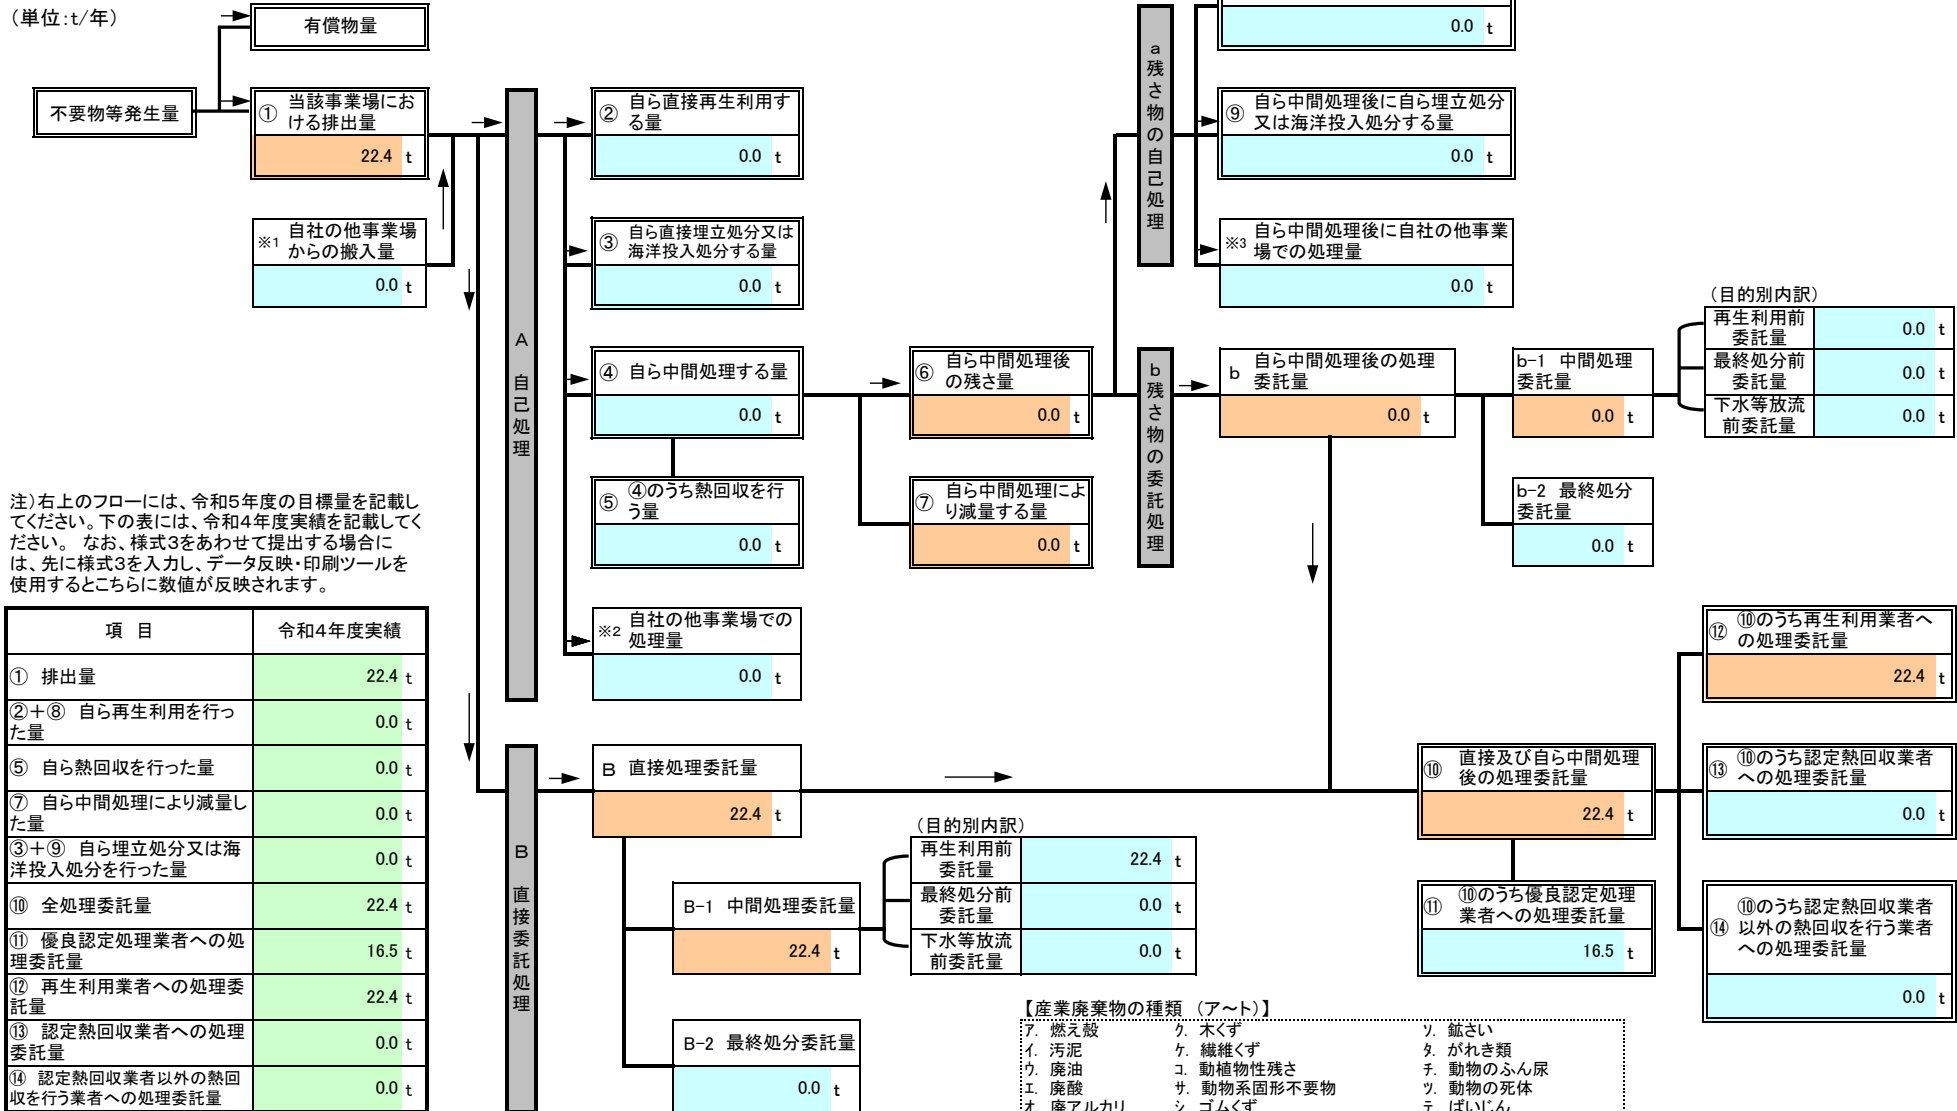 (単位:t/年)
有償物量
不要物等発生量
① 当該事業場にお
ける排出量
22.4 t
※1 自社の他事業場
からの搬入量
0.0 t
A 自己処理
② 自ら直接再生利用す
る量
0.0 t
③ 自ら直接埋立処分又は
海洋投入処分する量
0.0 t
④ 自ら中間処理する量
0.0 t
⑤ ④のうち熱回収を行
う量
0.0 t
※2 自社の他事業場での
処理量
0.0 t
⑥ 自ら中間処理後
の残さ量
0.0 t
⑦ 自ら中間処理によ
り減量する量
0.0 t
a 残さ物の自己処理
0.0 t
⑨ 自ら中間処理後に自ら埋立処分
又は海洋投入処分する量
0.0 t
※3 自ら中間処理後に自社の他事業
場での処理量
0.0 t
b 残さ物の委託処理
b 自ら中間処理後の処理
委託量
0.0 t
b-1 中間処理
委託量
0.0 t
(目的別内訳)
再生利用前
委託量
0.0 t
最終処分前
委託量
0.0 t
下水等放流
前委託量
0.0 t
b-2 最終処分
委託量
0.0 t
注)右上のフローには、令和5年度の目標量を記載し
てください。下の表には、令和4年度実績を記載してく
ださい。 なお、様式3をあわせて提出する場合に
は、先に様式3を入力し、データ反映・印刷ツールを
使用するとこちらに数値が反映されます。
項 目 令和4年度実績
① 排出量 22.4 t
②+⑧ 自ら再生利用を行っ
た量 0.0 t
⑤ 自ら熱回収を行った量 0.0 t
⑦ 自ら中間処理により減量し
た量 0.0 t
③+⑨ 自ら埋立処分又は海
洋投入処分を行った量 0.0 t
⑩ 全処理委託量 22.4 t
⑪ 優良認定処理業者への処
理委託量 16.5 t
⑫ 再生利用業者への処理委
託量 22.4 t
⑬ 認定熱回収業者への処理
委託量 0.0 t
⑭ 認定熱回収業者以外の熱回
収を行う業者への処理委託量 0.0 t
B 直接委託処理
B 直接処理委託量
22.4 t
B-1 中間処理委託量
22.4 t
(目的別内訳)
再生利用前
委託量
22.4 t
最終処分前
委託量
0.0 t
下水等放流
前委託量
0.0 t
B-2 最終処分委託量
0.0 t
⑩ 直接及び自ら中間処理
後の処理委託量
22.4 t
⑪ ⑩のうち優良認定処理
業者への処理委託量
16.5 t
⑫ ⑩のうち再生利用業者へ
の処理委託量
22.4 t
⑬ ⑩のうち認定熱回収業者
への処理委託量
0.0 t
⑭ ⑩のうち認定熱回収業者
以外の熱回収を行う業者
への処理委託量
0.0 t
【産業廃棄物の種類 (ア~ト)】
ア. 燃え殻 ク. 木くず ソ. 鉱さい
イ. 汚泥 ケ. 繊維くず タ. がれき類
ウ. 廃油 コ. 動植物性残さ チ. 動物のふん尿
エ. 廃酸 サ. 動物系固形不要物 ツ. 動物の死体
オ. 廃アルカリ シ. ゴムくず テ. ばいじん